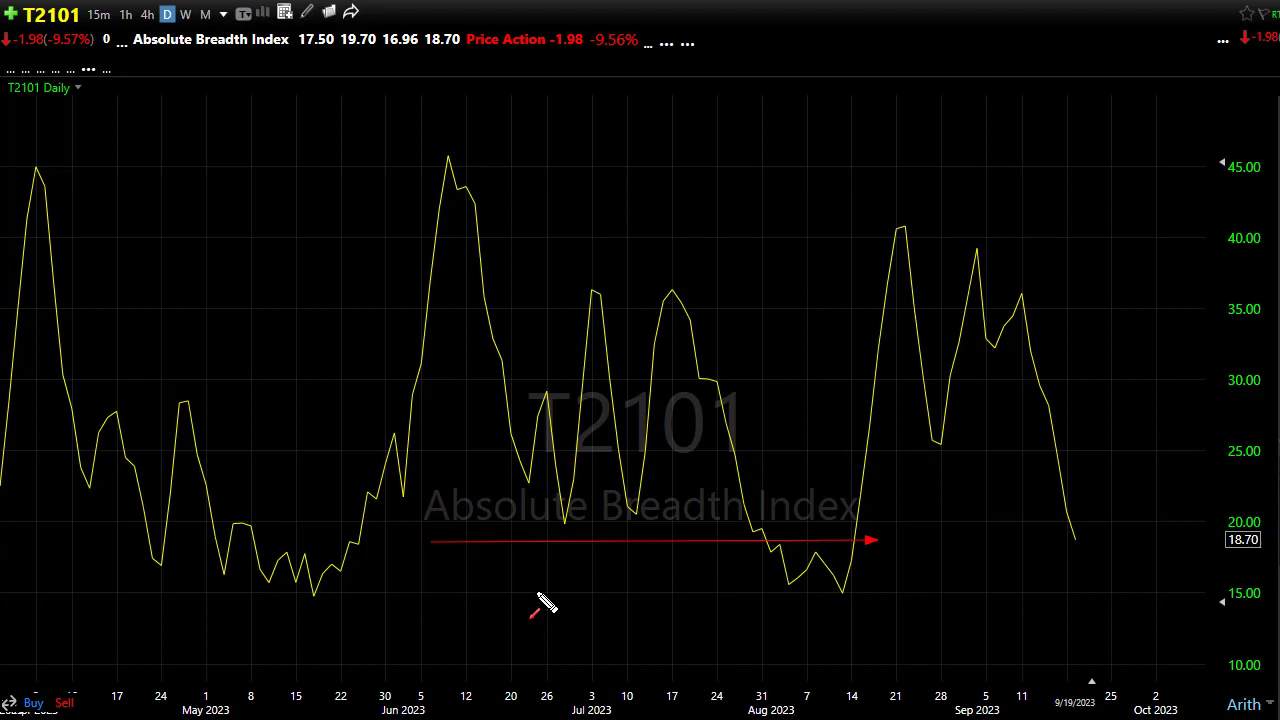 T2101 15m 1h 4h D W M
-1.98(-9.57%) 0 ... Absolute Breadth Index 17.50 19.70 16.96 18.70 Price Action -1.98 -9.56% ... ... ... ... -1.98(
... ... ... ... ... ... ...
T2101 Daily
45.00
40.00
35.00
30.00
T2101
25.00
Absolute Breadth Index
20.00
18.70
15.00
10.00
17 24 1 8 15 22 30 5 12 20 26 3 10 17 24 31 7 14 21 28 5 11 9/19/2023 25 2
Buy Sell
May 2023 Jun 2023 Jul 2023 Aug 2023 Sep 2023 Oct 2023
Arith